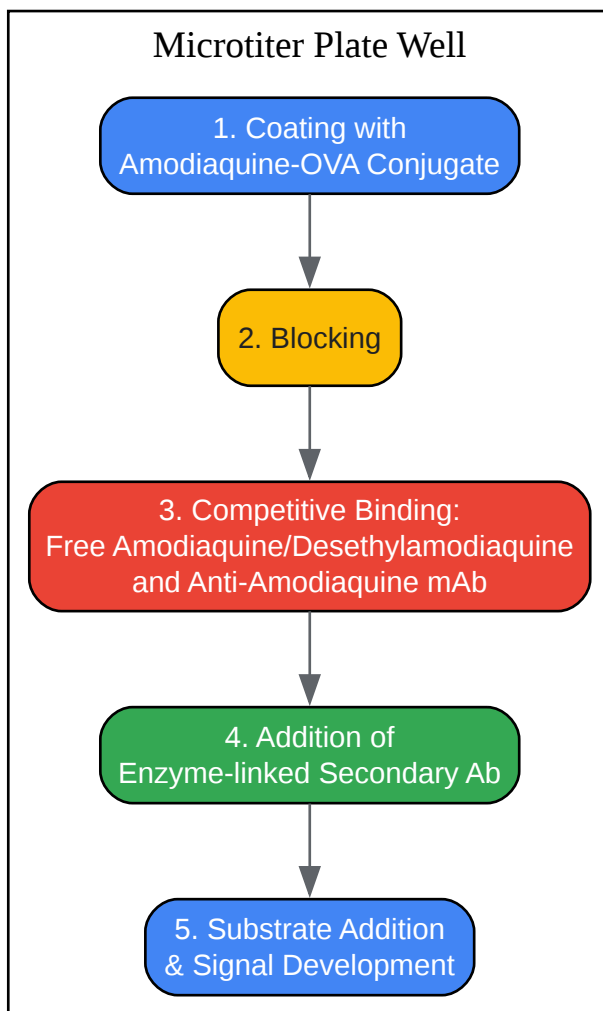 Microtiter Plate Well
1. Coating with
Amodiaquine-OVA Conjugate
2. Blocking
3. Competitive Binding:
Free Amodiaquine/Desethylamodiaquine
and Anti-Amodiaquine mAb
4. Addition of
Enzyme-linked Secondary Ab
5. Substrate Addition
& Signal Development